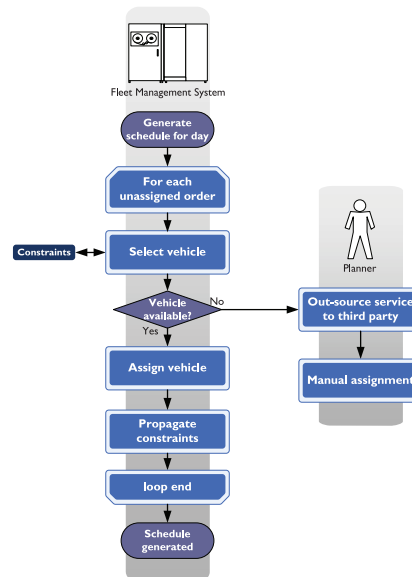 Fleet Management System
Generate
schedule for day
For each
unassigned order
Constraints
Select vehicle
Planner
Vehicle
available?
No
Yes
Out-source service
to third party
Assign vehicle
Manual assignment
Propagate
constraints
loop end
Schedule
generated